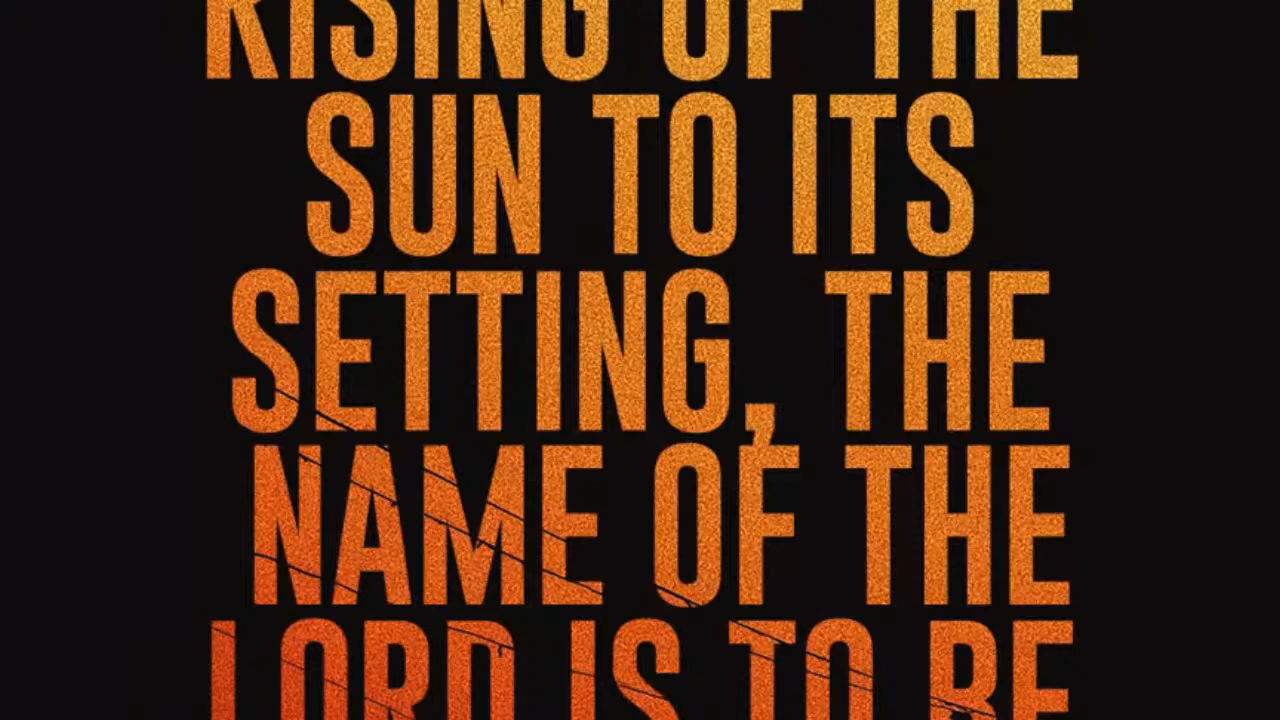 RISING OF THE
SUN TO ITS
SETTING, THE
NAME OF THE
LORD IS TO BE